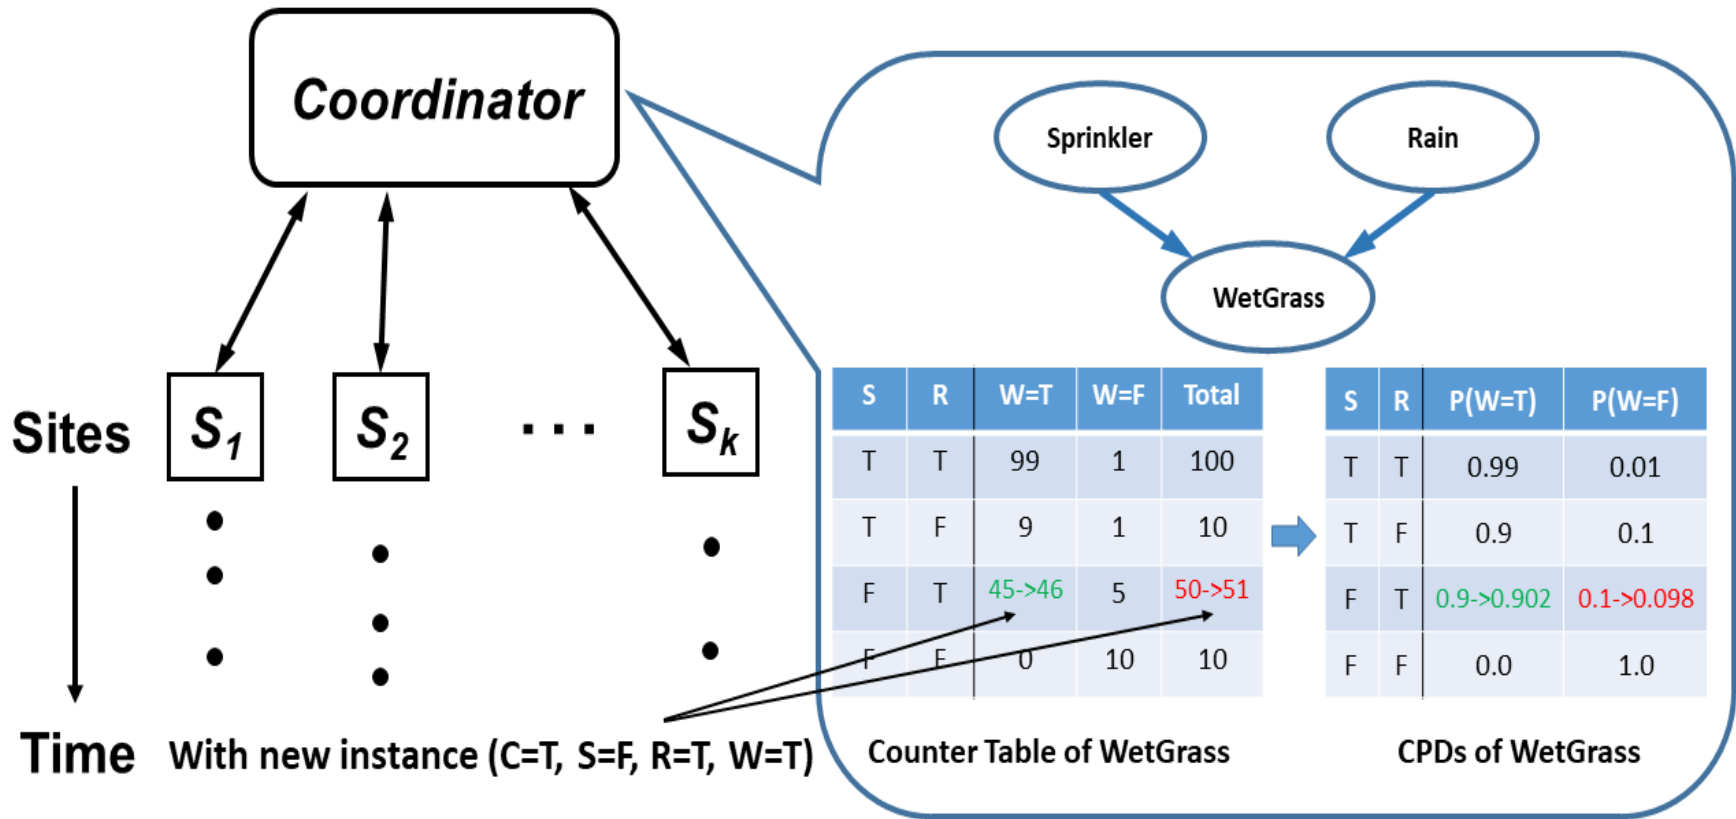 Coordinator
Sprinkler
Rain
WetGrass
Sites
S1
S2
...
Sk
S R W=T W=F Total
T T 99 1 100
T F 9 1 10
F T 45->46 5 50->51
F F 0 10 10
S R P(W=T) P(W=F)
T T 0.99 0.01
T F 0.9 0.1
F T 0.9->0.902 0.1->0.098
F F 0.0 1.0
Time
With new instance (C=T, S=F, R=T, W=T)
Counter Table of WetGrass
CPDs of WetGrass